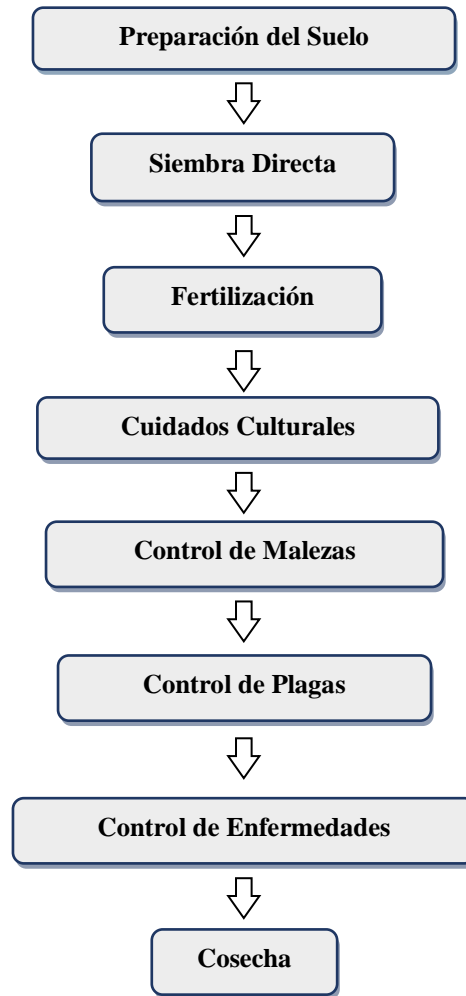 Preparación del Suelo
Siembra Directa
Fertilización
Cuidados Culturales
Control de Malezas
Control de Plagas
Control de Enfermedades
Cosecha